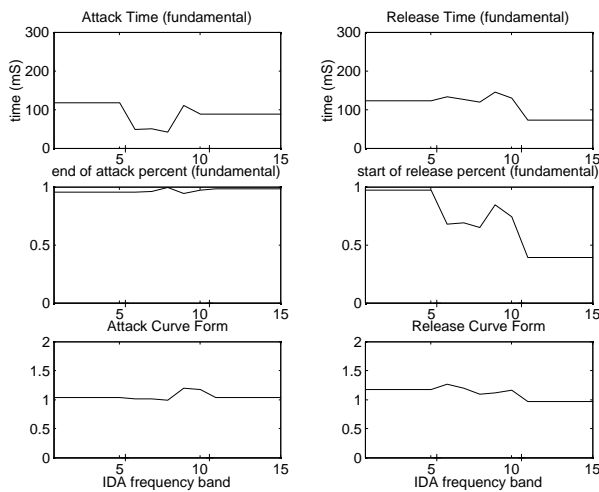 Attack Time (fundamental)
300
200
100
0
time (mS)
5 10 15
Release Time (fundamental)
300
200
100
0
time (mS)
5 10 15
end of attack percent (fundamental)
1
0.5
0
5 10 15
start of release percent (fundamental)
1
0.5
0
5 10 15
Attack Curve Form
2
1.5
1
0.5
0
5 10 15
IDA frequency band
Release Curve Form
2
1.5
1
0.5
0
5 10 15
IDA frequency band